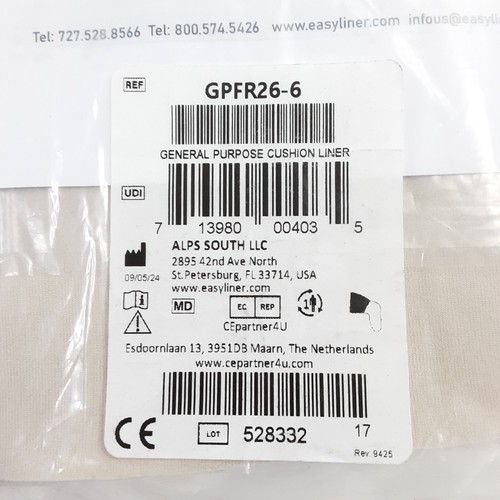 Tel: 727.528.8566 Tel: 800.574.5426 www.easyliner.com infous@easyliner
REF GPFR26-6
GENERAL PURPOSE CUSHION LINER
UDI
7 13980 00403 5
ALPS SOUTH LLC
2895 42nd Ave North
St.Petersburg, FL 33714, USA
www.easyliner.com
09/05/24
MD EC REP 1
CEpartner4U
Esdoornlaan 13, 3951DB Maarn, The Netherlands
www.cepartner4u.com
CE LOT 528332 17
Rev. 9425